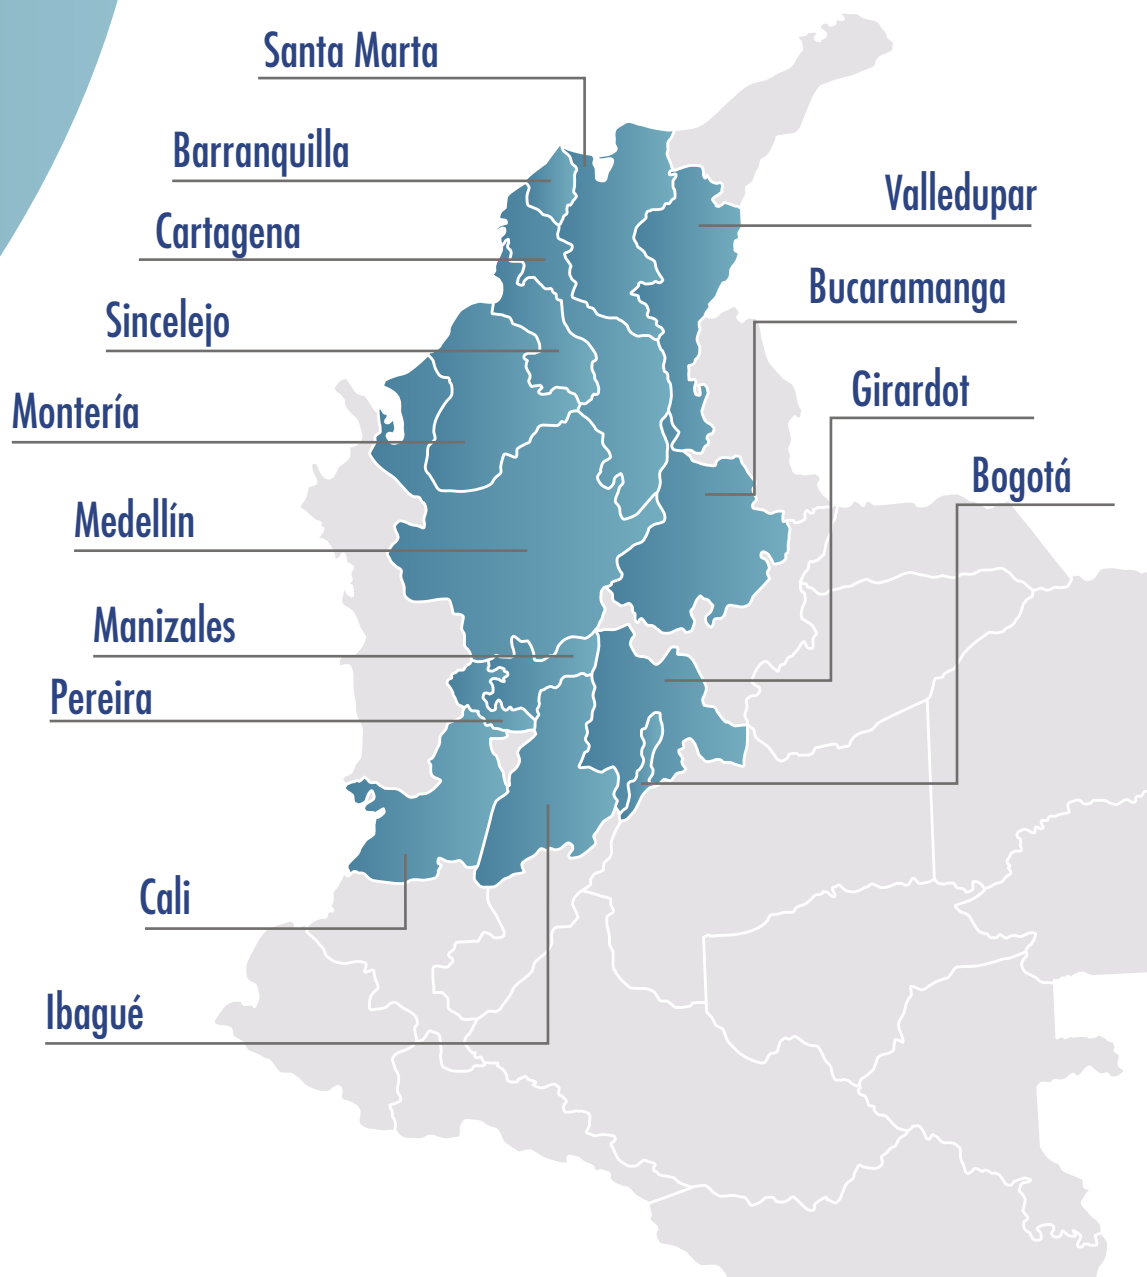 Santa Marta
Barranquilla
Valledupar
Cartagena
Bucaramanga
Sincelejo
Girardot
Montería
Bogotá
Medellín
Manizales
Pereira
Cali
Ibagué